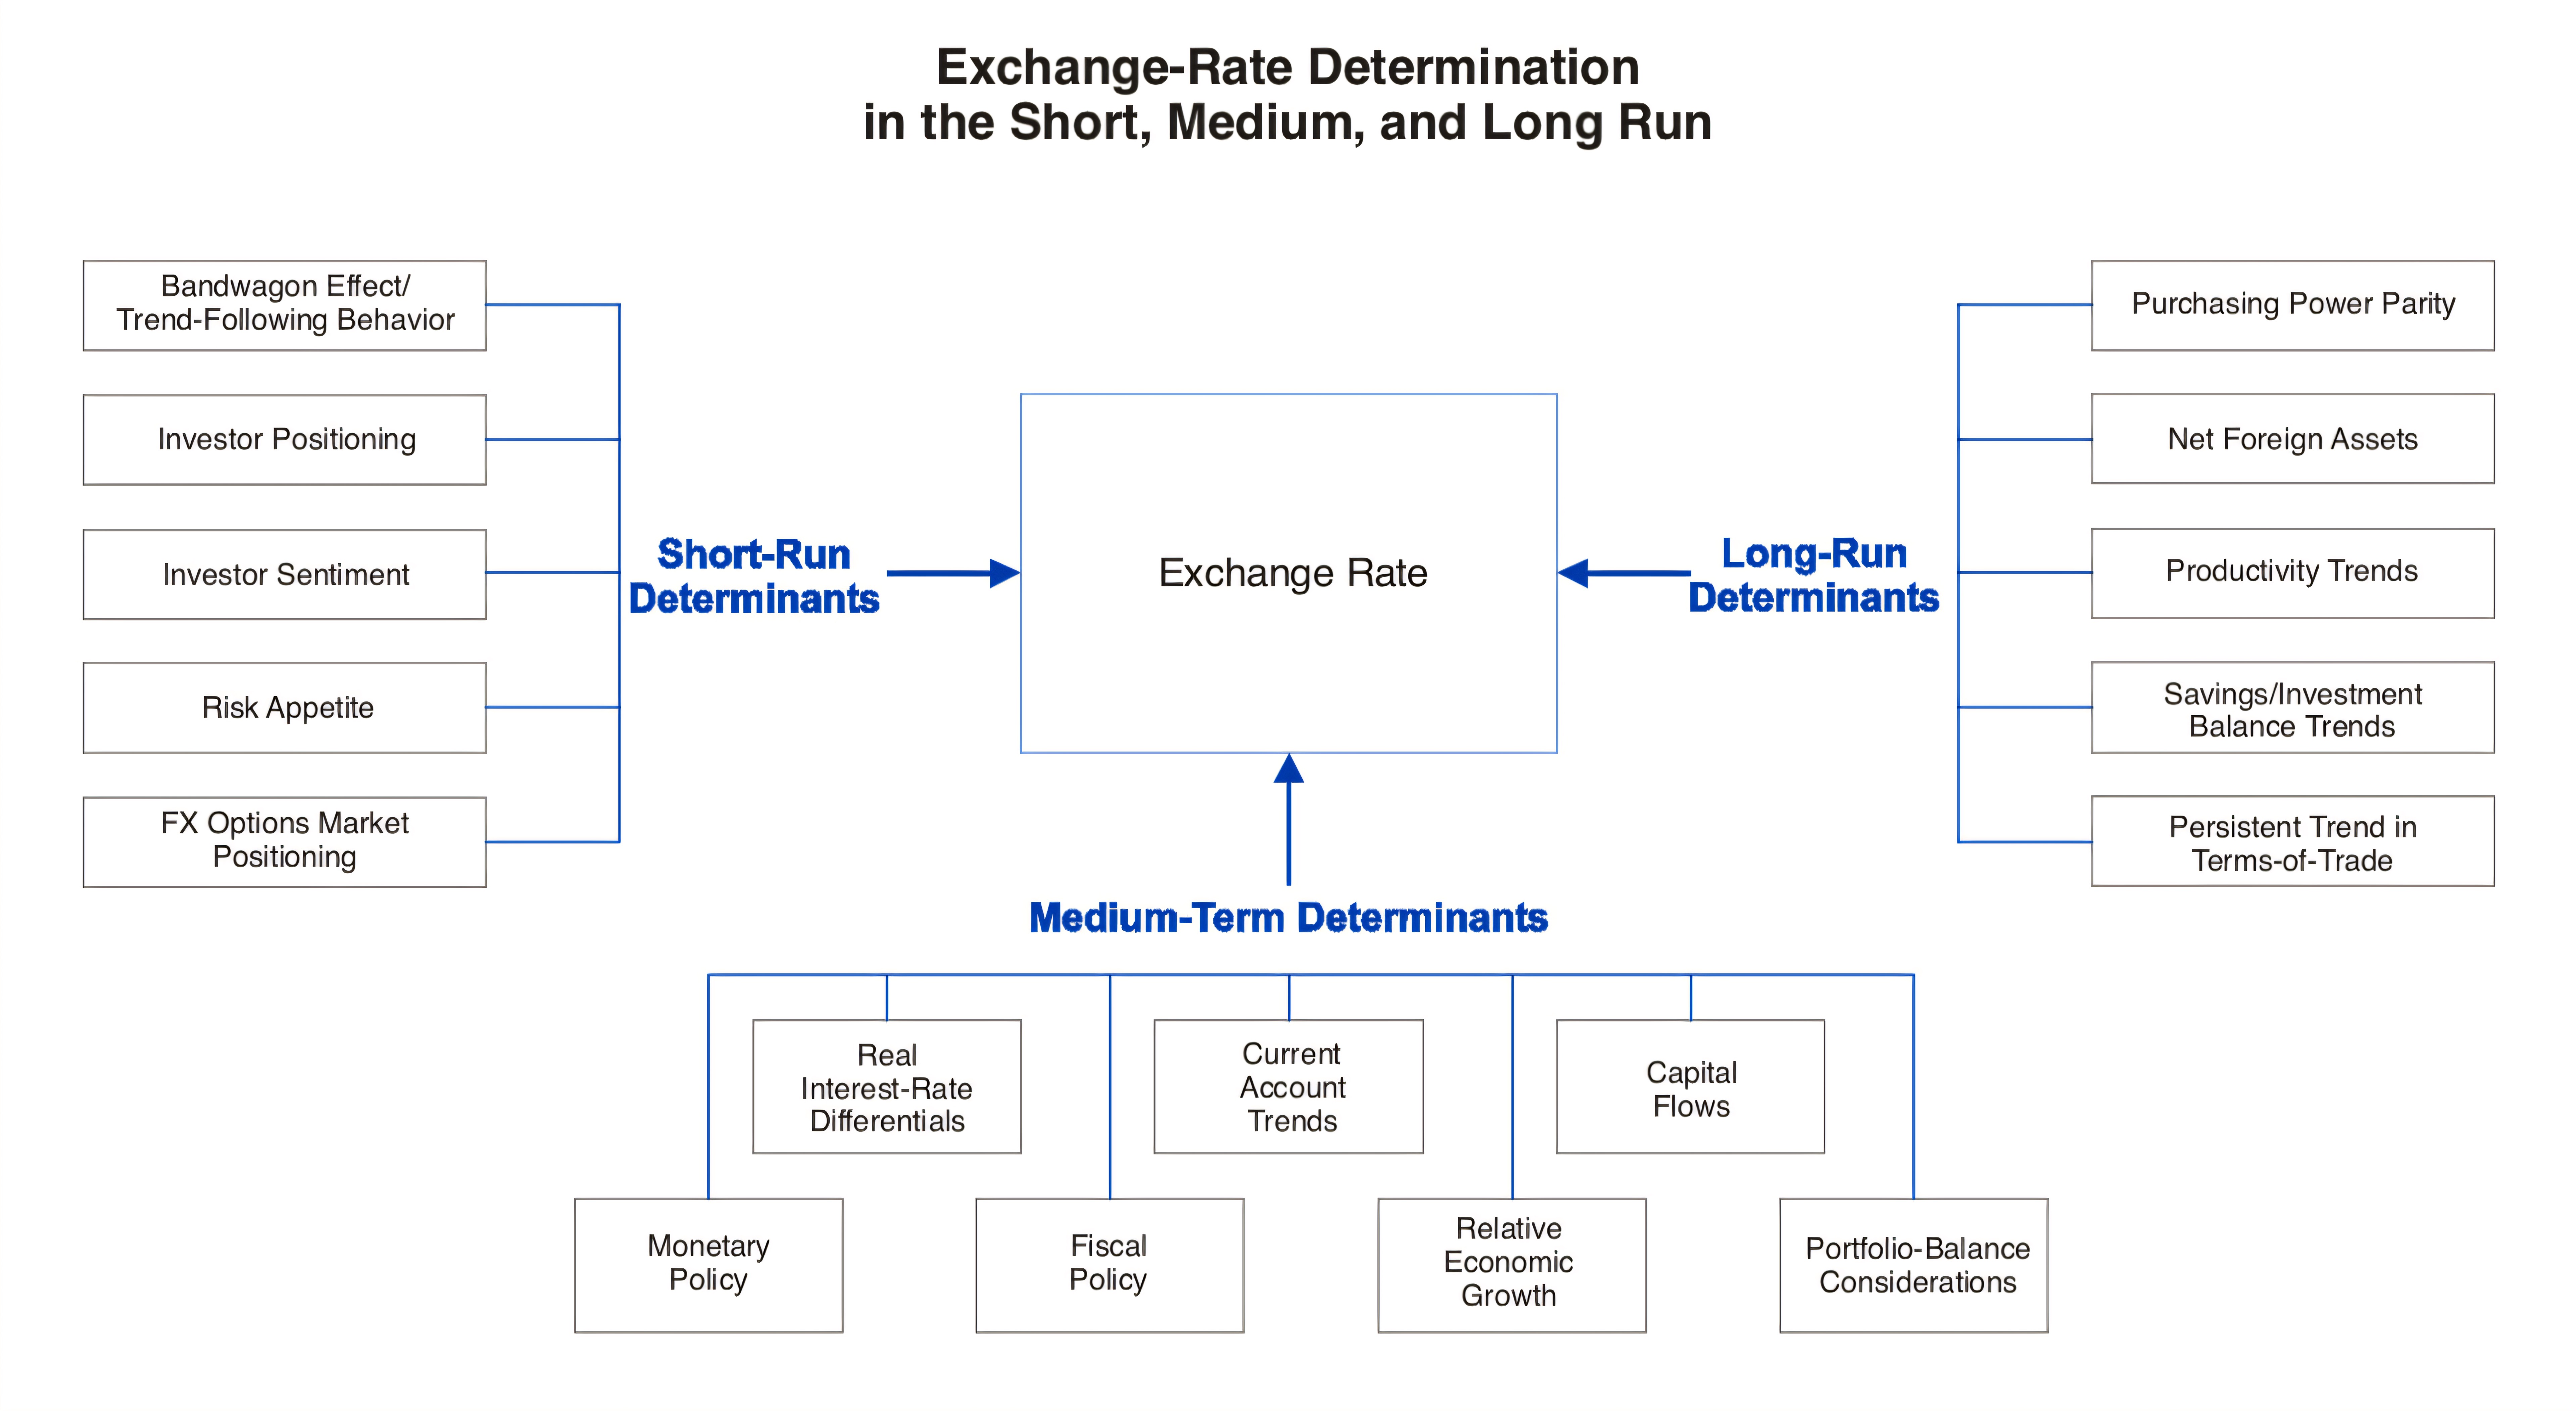 Exchange-Rate Determination
in the Short, Medium, and Long Run
Bandwagon Effect/
Trend-Following Behavior
Investor Positioning
Investor Sentiment
Risk Appetite
FX Options Market
Positioning
Short-Run
Determinants
Exchange Rate
Long-Run
Determinants
Purchasing Power Parity
Net Foreign Assets
Productivity Trends
Savings/Investment
Balance Trends
Persistent Trend in
Terms-of-Trade
Medium-Term Determinants
Real
Interest-Rate
Differentials
Current
Account
Trends
Capital
Flows
Monetary
Policy
Fiscal
Policy
Relative
Economic
Growth
Portfolio-Balance
Considerations